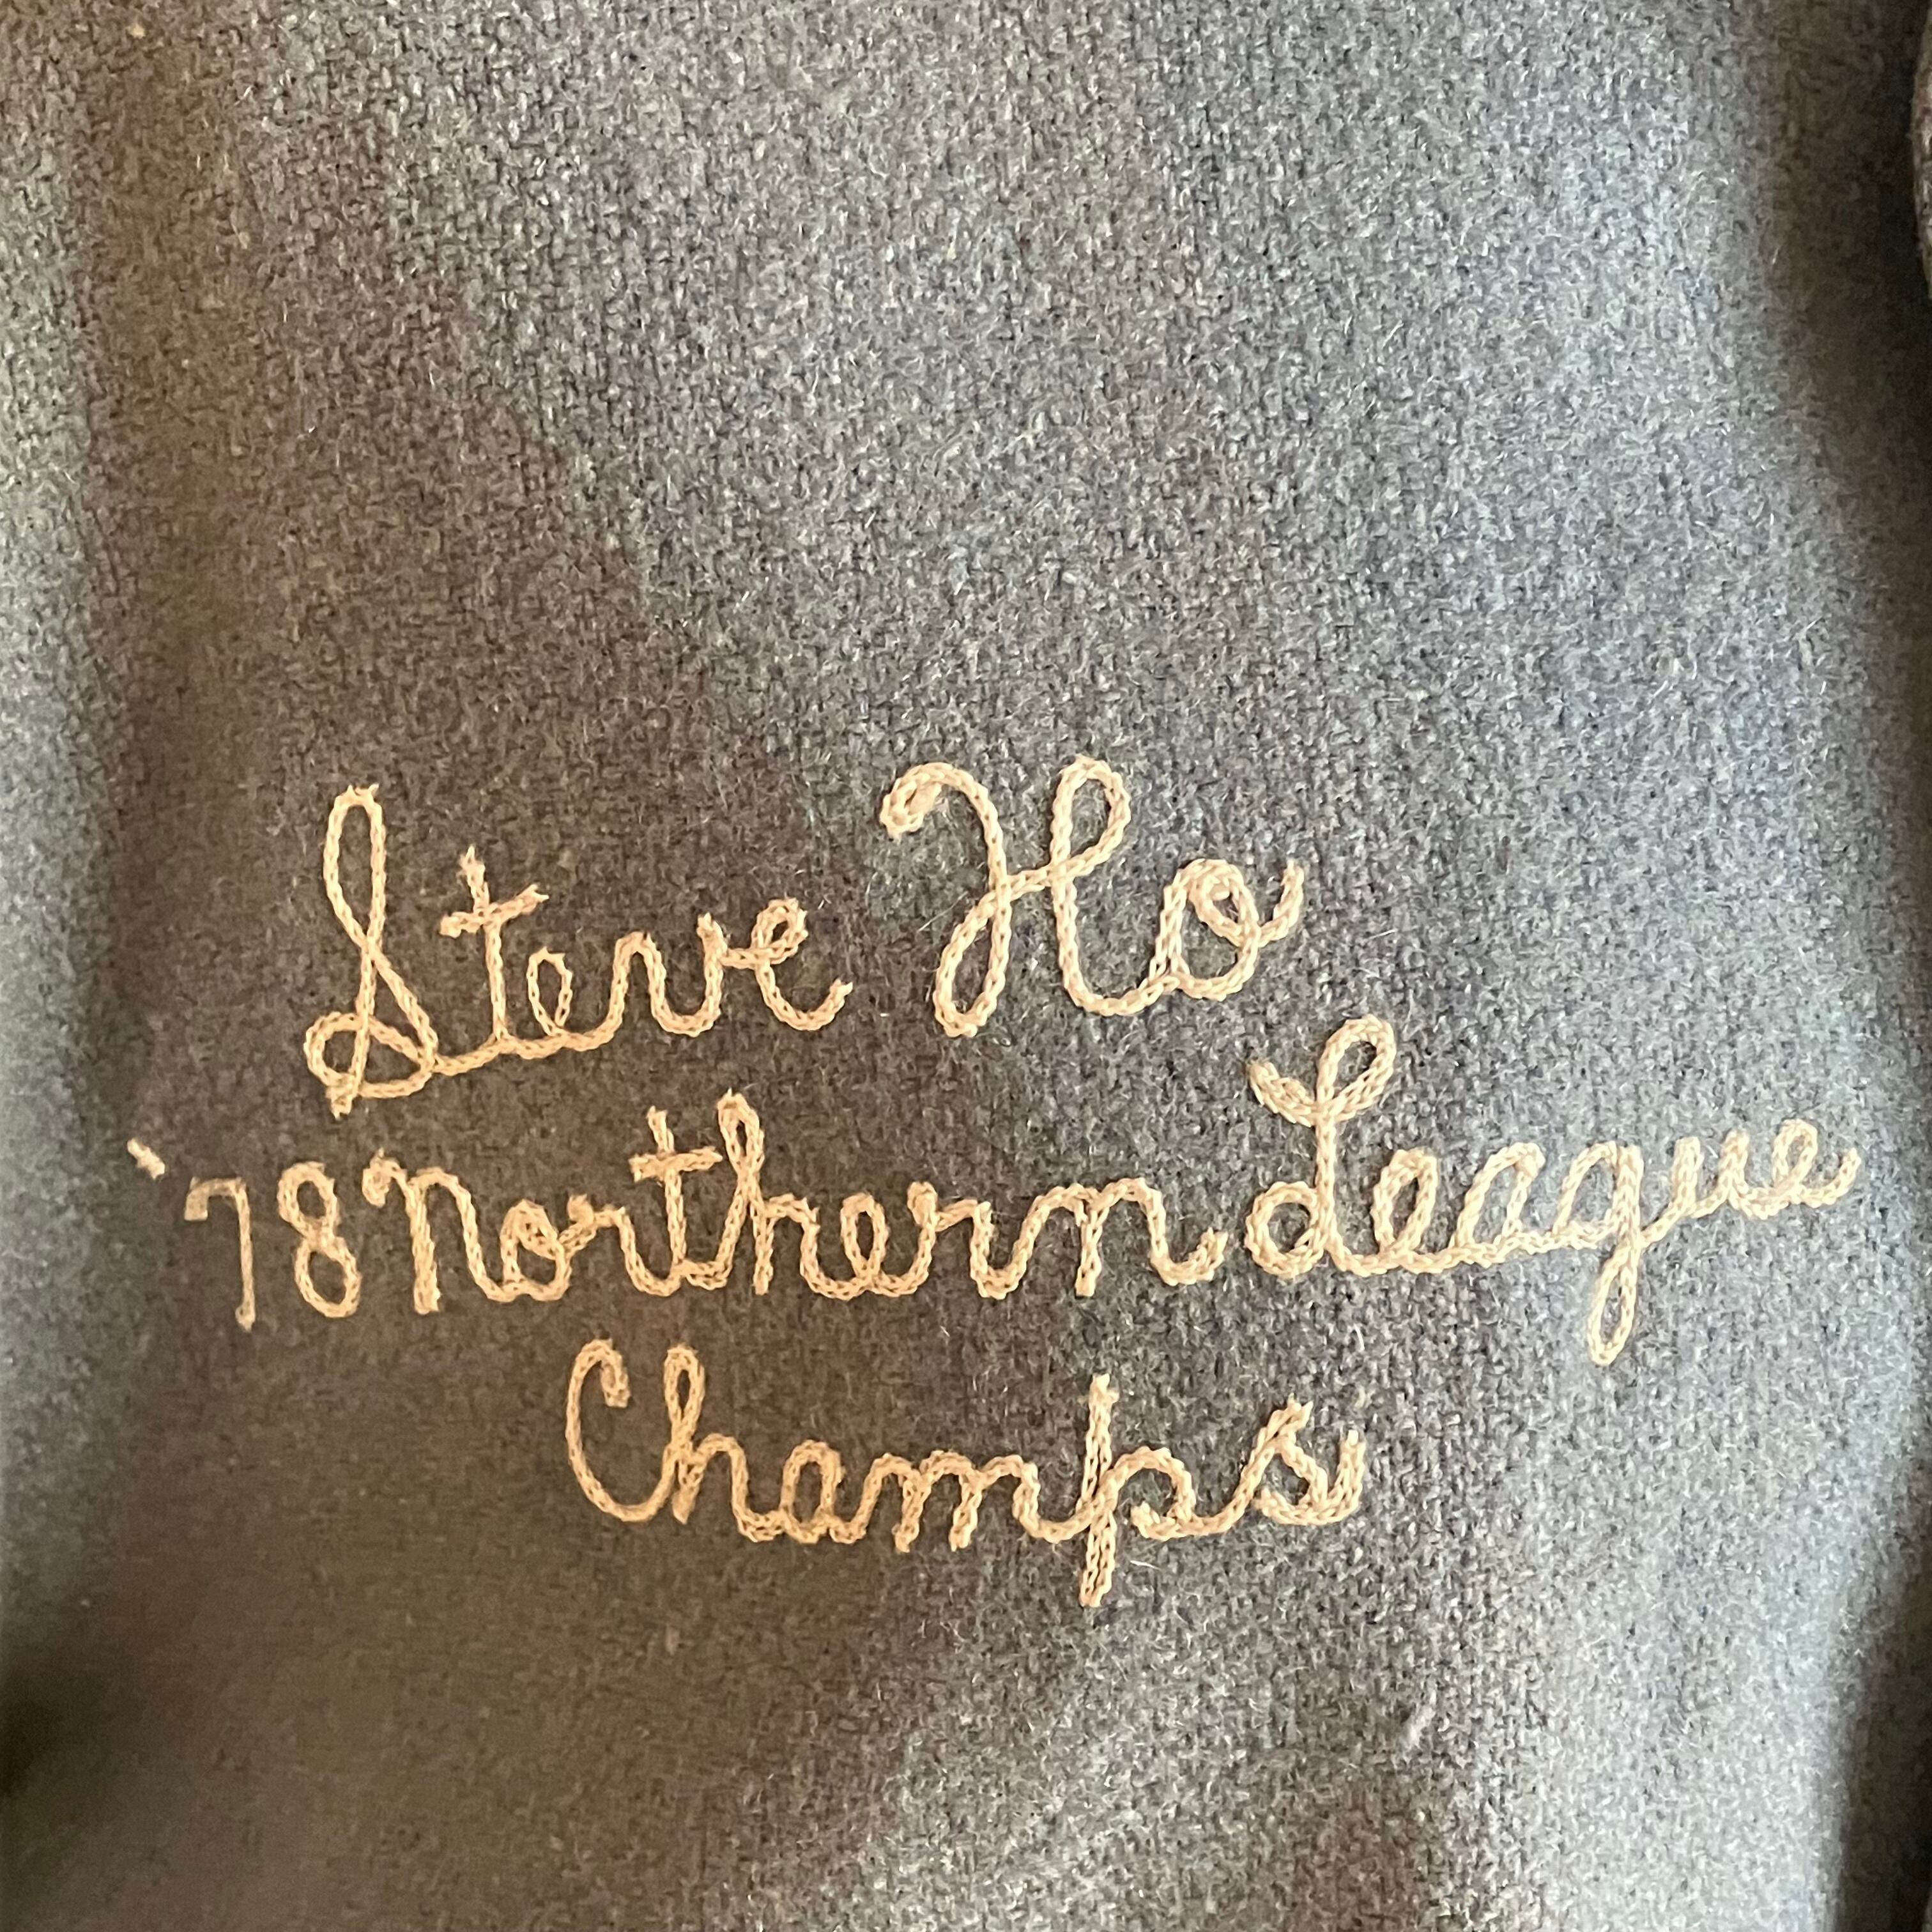 Steve Ho
'78 Northern League
Champs